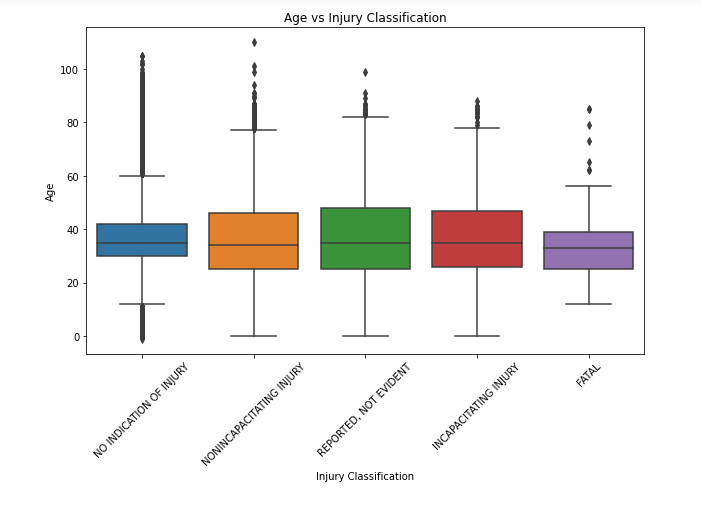 Age vs Injury Classification
Age
100
80
60
40
20
0
NO INDICATION OF INJURY
NONINCAPACITATING INJURY
REPORTED, NOT EVIDENT
INCAPACITATING INJURY
FATAL
Injury Classification